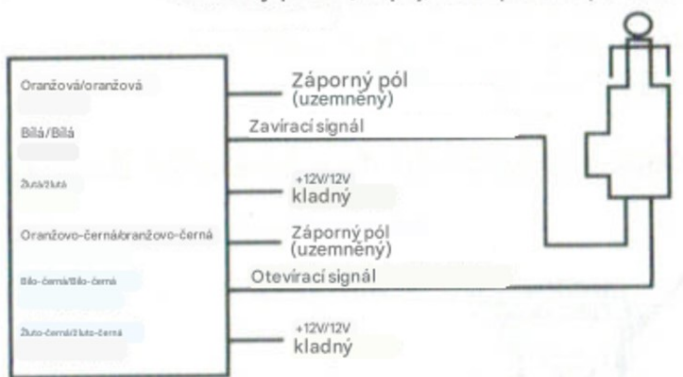 Oranžová/oranžová
Záporný pól
(uzemněný)
Bílá/Bílá
Zavírací signál
Žlutá/žlutá
+12V/12V
kladný
Oranžovo-černá/oranžovo-černá
Záporný pól
(uzemněný)
Bílo-černá/Bílo-černá
Otevírací signál
Žluto-černá/žluto-černá
+12V/12V
kladný